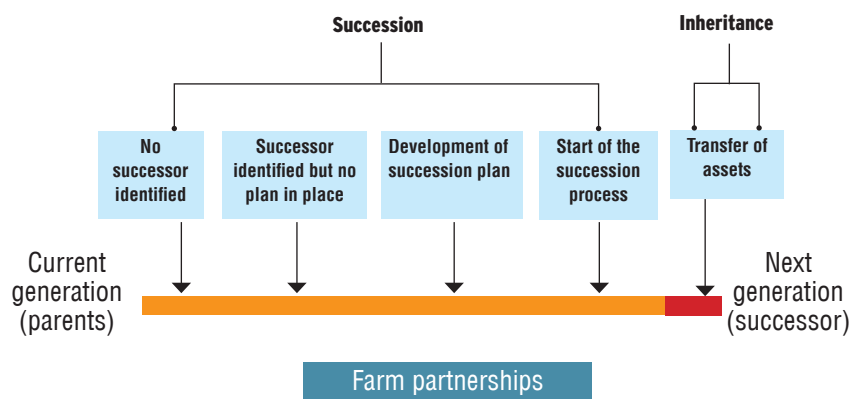 Succession
Inheritance
No
successor
identified
Successor
identified but no
plan in place
Development of
succession plan
Start of the
succession
process
Transfer of
assets
Current
generation
(parents)
Next
generation
(successor)
Farm partnerships